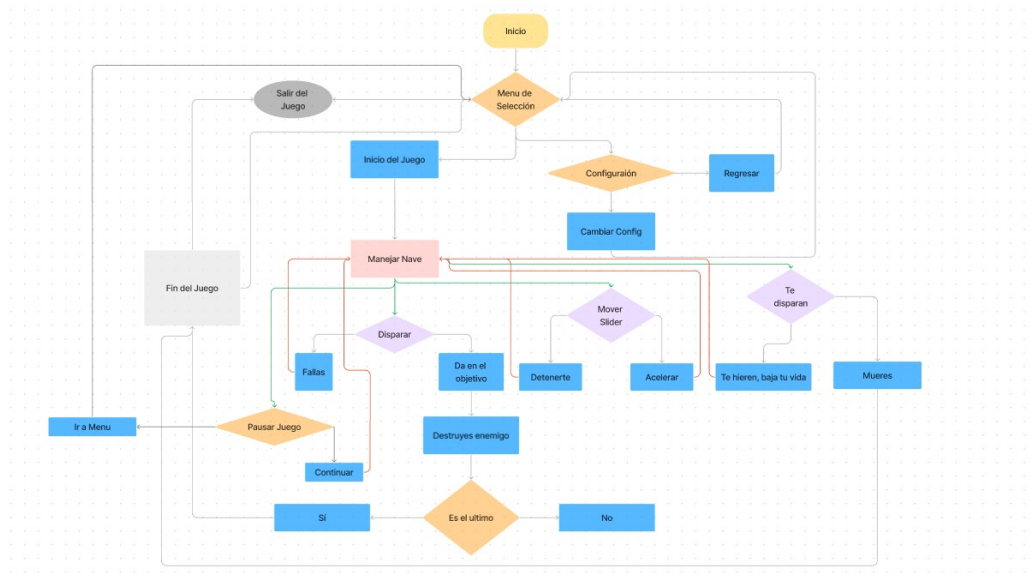 Inicio
Salir del
Juego
Menu de
Selección
Inicio del Juego
Configuraión
Regresar
Cambiar Config
Manejar Nave
Fin del Juego
Te
disparan
Mover
Slider
Disparar
Fallas
Da en el
objetivo
Detenerte
Acelerar
Te hieren, baja tu vida
Mueres
Ir a Menu
Pausar Juego
Destruyes enemigo
Continuar
Sí
Es el ultimo
No